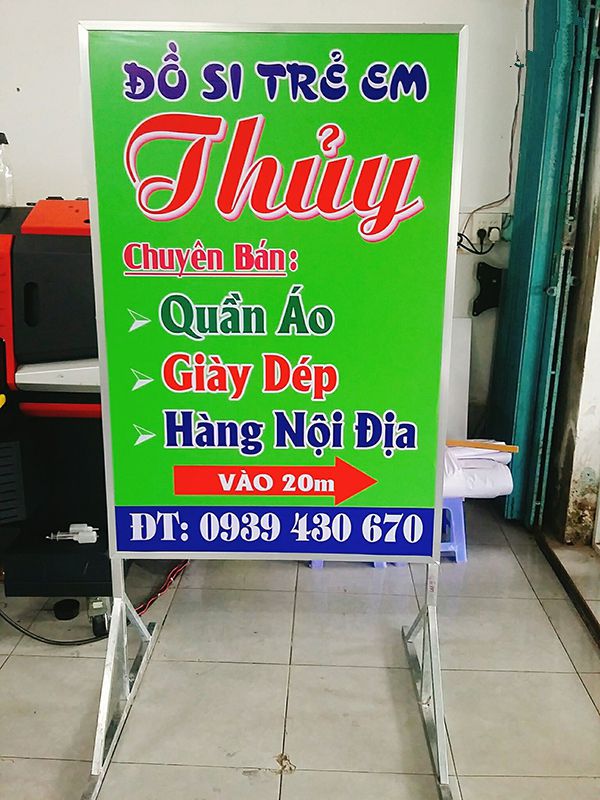 ĐỒ SI TRẺ EM
Thủy
Chuyên Bán:
Quần Áo
Giày Dép
Hàng Nội Địa
VÀO 20m
ĐT: 0939 430 670